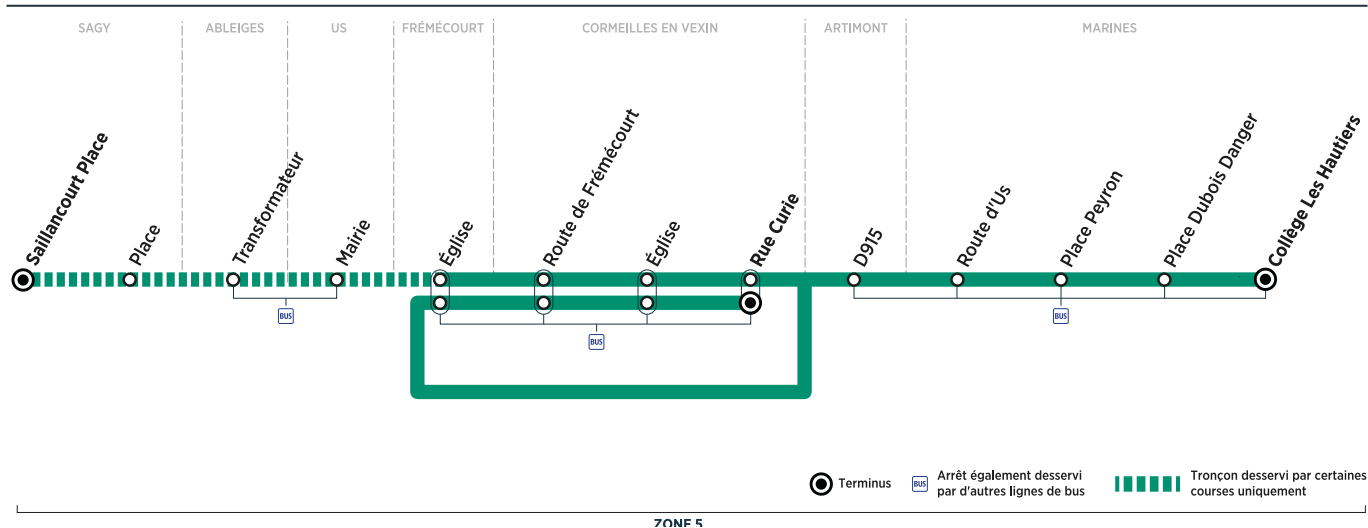 SAGY
ABLEIGES
US
FRÉMÉCOURT
CORMEILLES EN VEXIN
ARTIMONT
MARINES
Saillancourt Place
Place
Transformateur
Mairie
Église
Route de Frémécourt
Église
Rue Curie
D915
Route d'Us
Place Peyron
Place Dubois Danger
Collège Les Hautiers
BUS
BUS
BUS
Terminus
BUS
Arrêt également desservi
par d'autres lignes de bus
Tronçon desservi par certaines
courses uniquement
ZONE 5